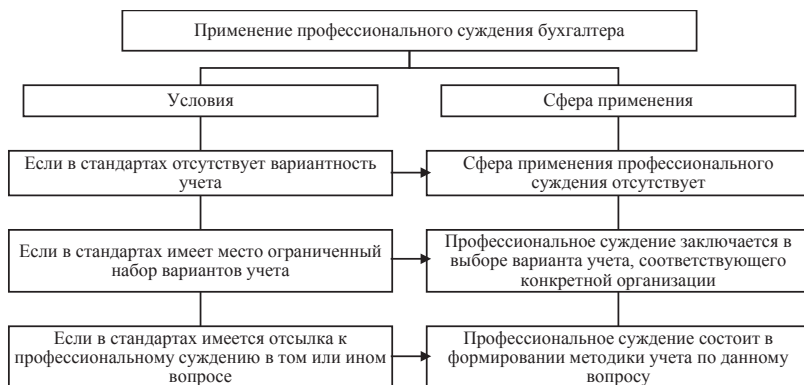 Применение профессионального суждения бухгалтера
Условия
Сфера применения
Если в стандартах отсутствует вариантность
учета
Сфера применения профессионального
суждения отсутствует
Если в стандартах имеет место ограниченный
набор вариантов учета
Профессиональное суждение заключается в
выборе варианта учета, соответствующего
конкретной организации
Если в стандартах имеется отсылка к
профессиональному суждению в том или ином
вопросе
Профессиональное суждение состоит в
формировании методики учета по данному
вопросу